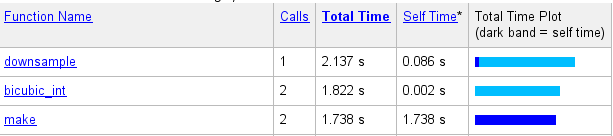 Function Name Calls Total Time Self Time* Total Time Plot
(dark band = self time)
downsample 1 2.137 s 0.086 s
bicubic_int 2 1.822 s 0.002 s
make 2 1.738 s 1.738 s